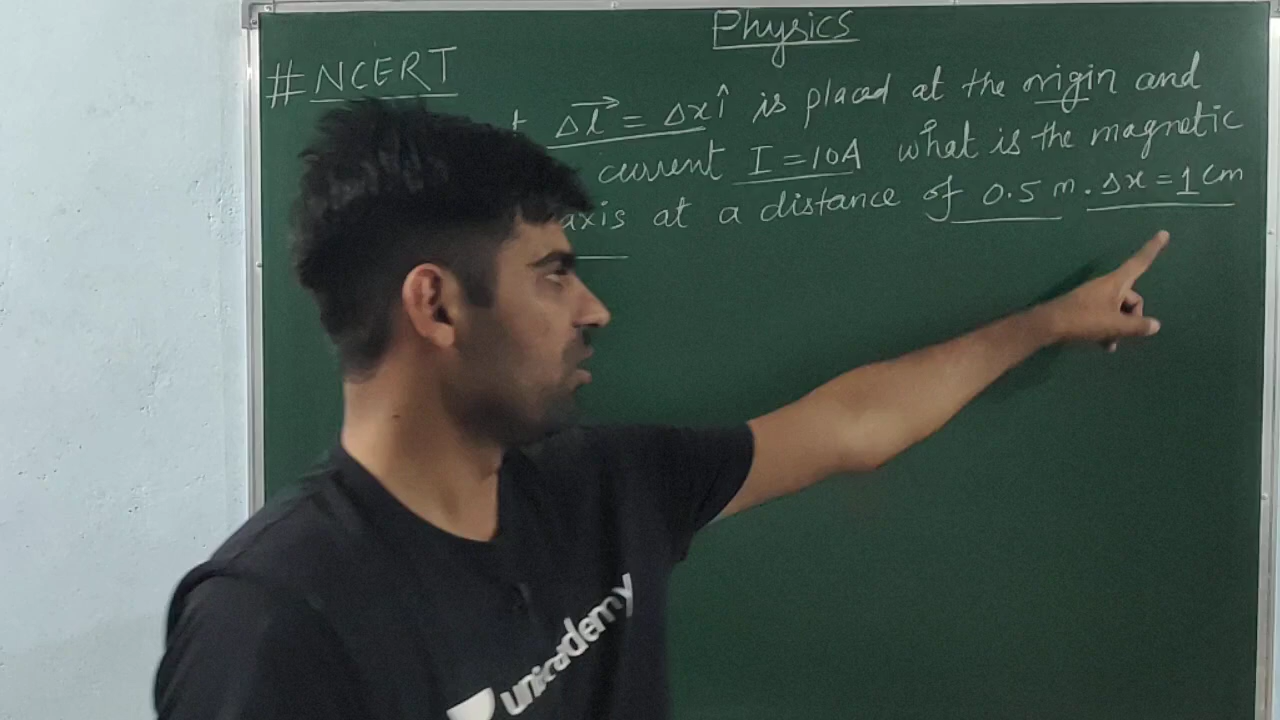 Physics
# NCERT
Δl = Δx î is placed at the origin and
current I = 10A what is the magnetic
axis at a distance of 0.5 m. Δx = 1 cm
unacademy